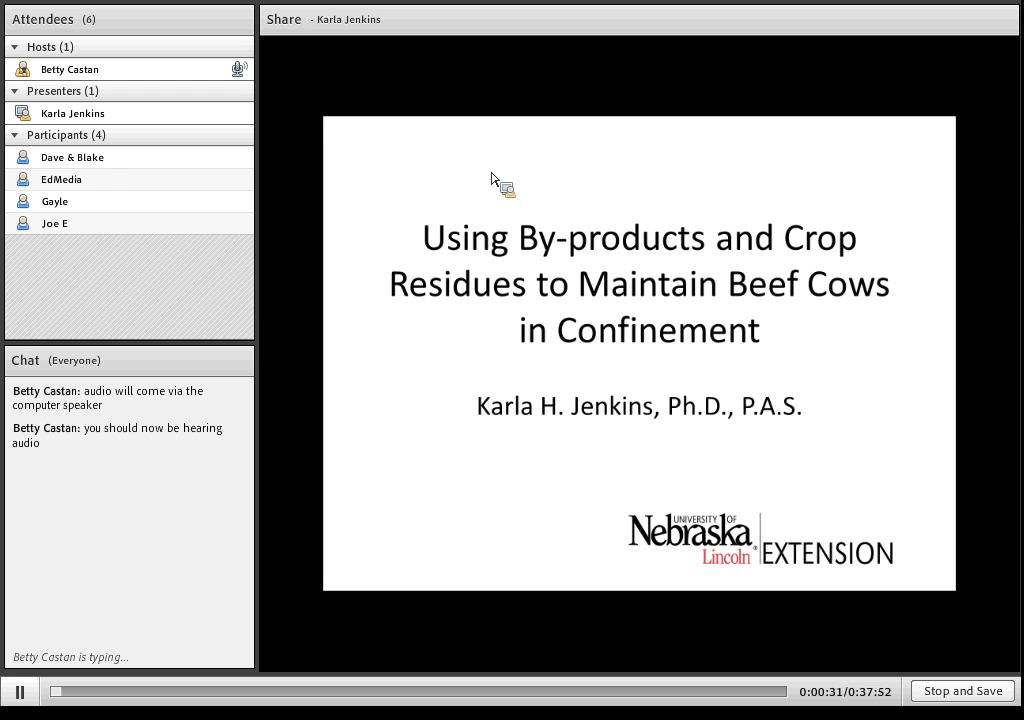 Attendees (6)
Hosts (1)
Betty Castan
Presenters (1)
Karla Jenkins
Participants (4)
Dave & Blake
EdMedia
Gayle
Joe E
Chat (Everyone)
Betty Castan: audio will come via the
computer speaker
Betty Castan: you should now be hearing
audio
Betty Castan is typing...
Share - Karla Jenkins
Using By-products and Crop
Residues to Maintain Beef Cows
in Confinement
Karla H. Jenkins, Ph.D., P.A.S.
UNIVERSITY OF
Nebraska
Lincoln® EXTENSION
0:00:31/0:37:52
Stop and Save